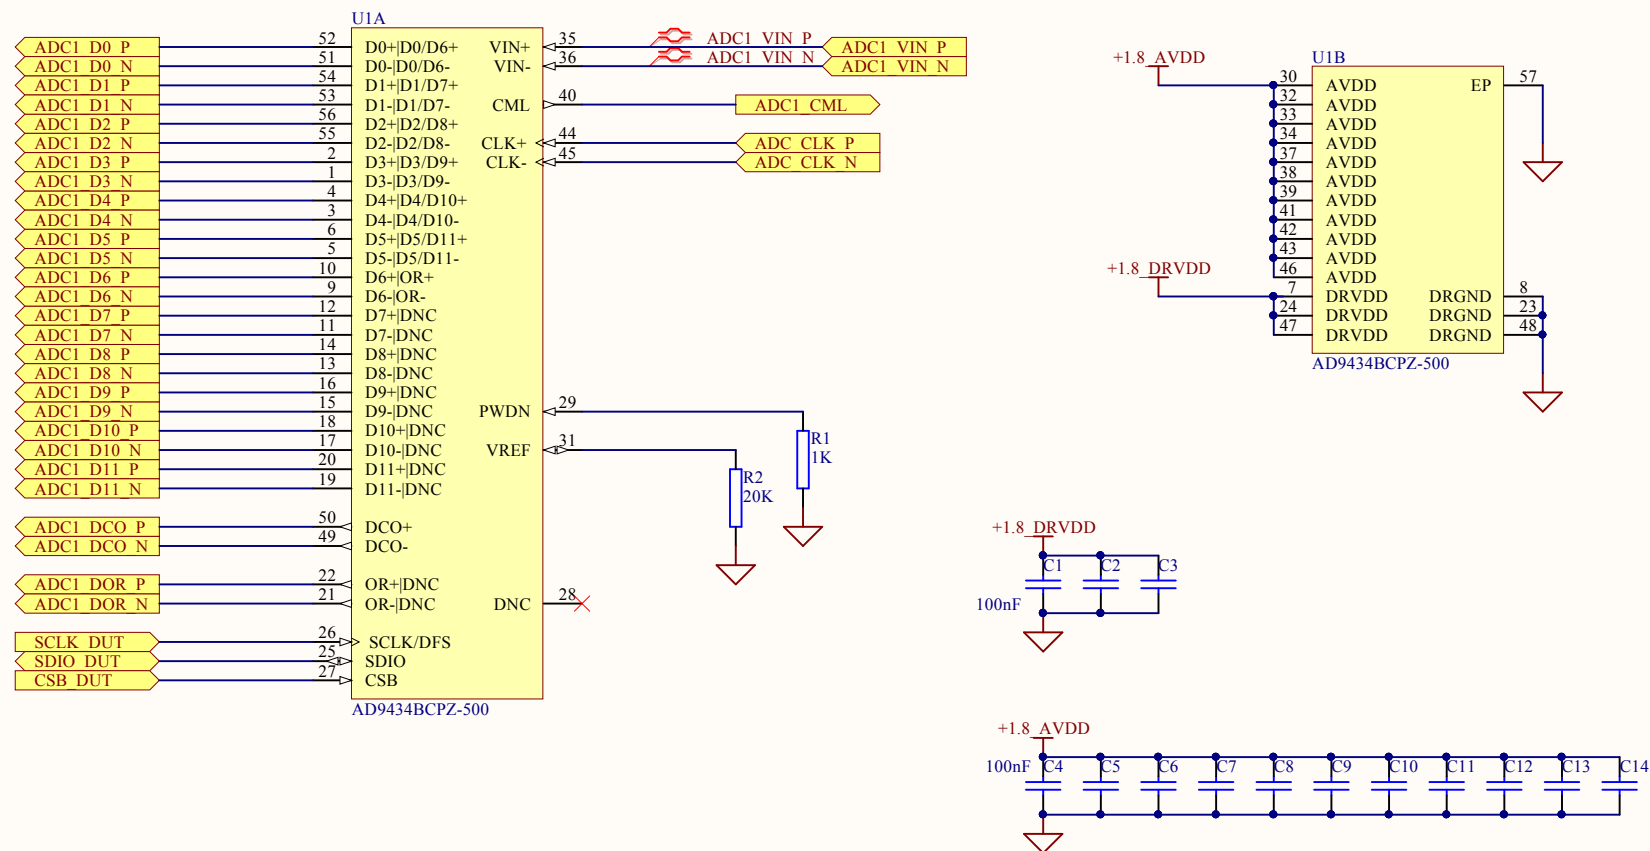 U1A
ADC1_D0_P 52 D0+|D0/D6+ VIN+ 35 ADC1_VIN_P ADC1_VIN_P
ADC1_D0_N 51 D0-|D0/D6- VIN- 36 ADC1_VIN_N ADC1_VIN_N
ADC1_D1_P 54 D1+|D1/D7+
ADC1_D1_N 53 D1-|D1/D7- CML 40 ADC1_CML
ADC1_D2_P 56 D2+|D2/D8+
ADC1_D2_N 55 D2-|D2/D8- CLK+ 44 ADC_CLK_P
ADC1_D3_P 2 D3+|D3/D9+ CLK- 45 ADC_CLK_N
ADC1_D3_N 1 D3-|D3/D9-
ADC1_D4_P 4 D4+|D4/D10+
ADC1_D4_N 3 D4-|D4/D10-
ADC1_D5_P 6 D5+|D5/D11+
ADC1_D5_N 5 D5-|D5/D11-
ADC1_D6_P 10 D6+|OR+
ADC1_D6_N 9 D6-|OR-
ADC1_D7_P 12 D7+|DNC
ADC1_D7_N 11 D7-|DNC
ADC1_D8_P 14 D8+|DNC
ADC1_D8_N 13 D8-|DNC
ADC1_D9_P 16 D9+|DNC
ADC1_D9_N 15 D9-|DNC PWDN 29
ADC1_D10_P 18 D10+|DNC
ADC1_D10_N 17 D10-|DNC VREF 31
ADC1_D11_P 20 D11+|DNC
ADC1_D11_N 19 D11-|DNC
R1
1K
R2
20K
ADC1_DCO_P 50 DCO+
ADC1_DCO_N 49 DCO-
ADC1_DOR_P 22 OR+|DNC
ADC1_DOR_N 21 OR-|DNC DNC 28
SCLK_DUT 26 SCLK/DFS
SDIO_DUT 25 SDIO
CSB_DUT 27 CSB
AD9434BCPZ-500
U1B
+1.8_AVDD
30 AVDD EP 57
32 AVDD
33 AVDD
34 AVDD
37 AVDD
38 AVDD
39 AVDD
41 AVDD
42 AVDD
43 AVDD
46 AVDD
+1.8_DRVDD
7 DRVDD DRGND 8
24 DRVDD DRGND 23
47 DRVDD DRGND 48
AD9434BCPZ-500
+1.8_DRVDD
C1 C2 C3
100nF
+1.8_AVDD
100nF C4 C5 C6 C7 C8 C9 C10 C11 C12 C13 C14